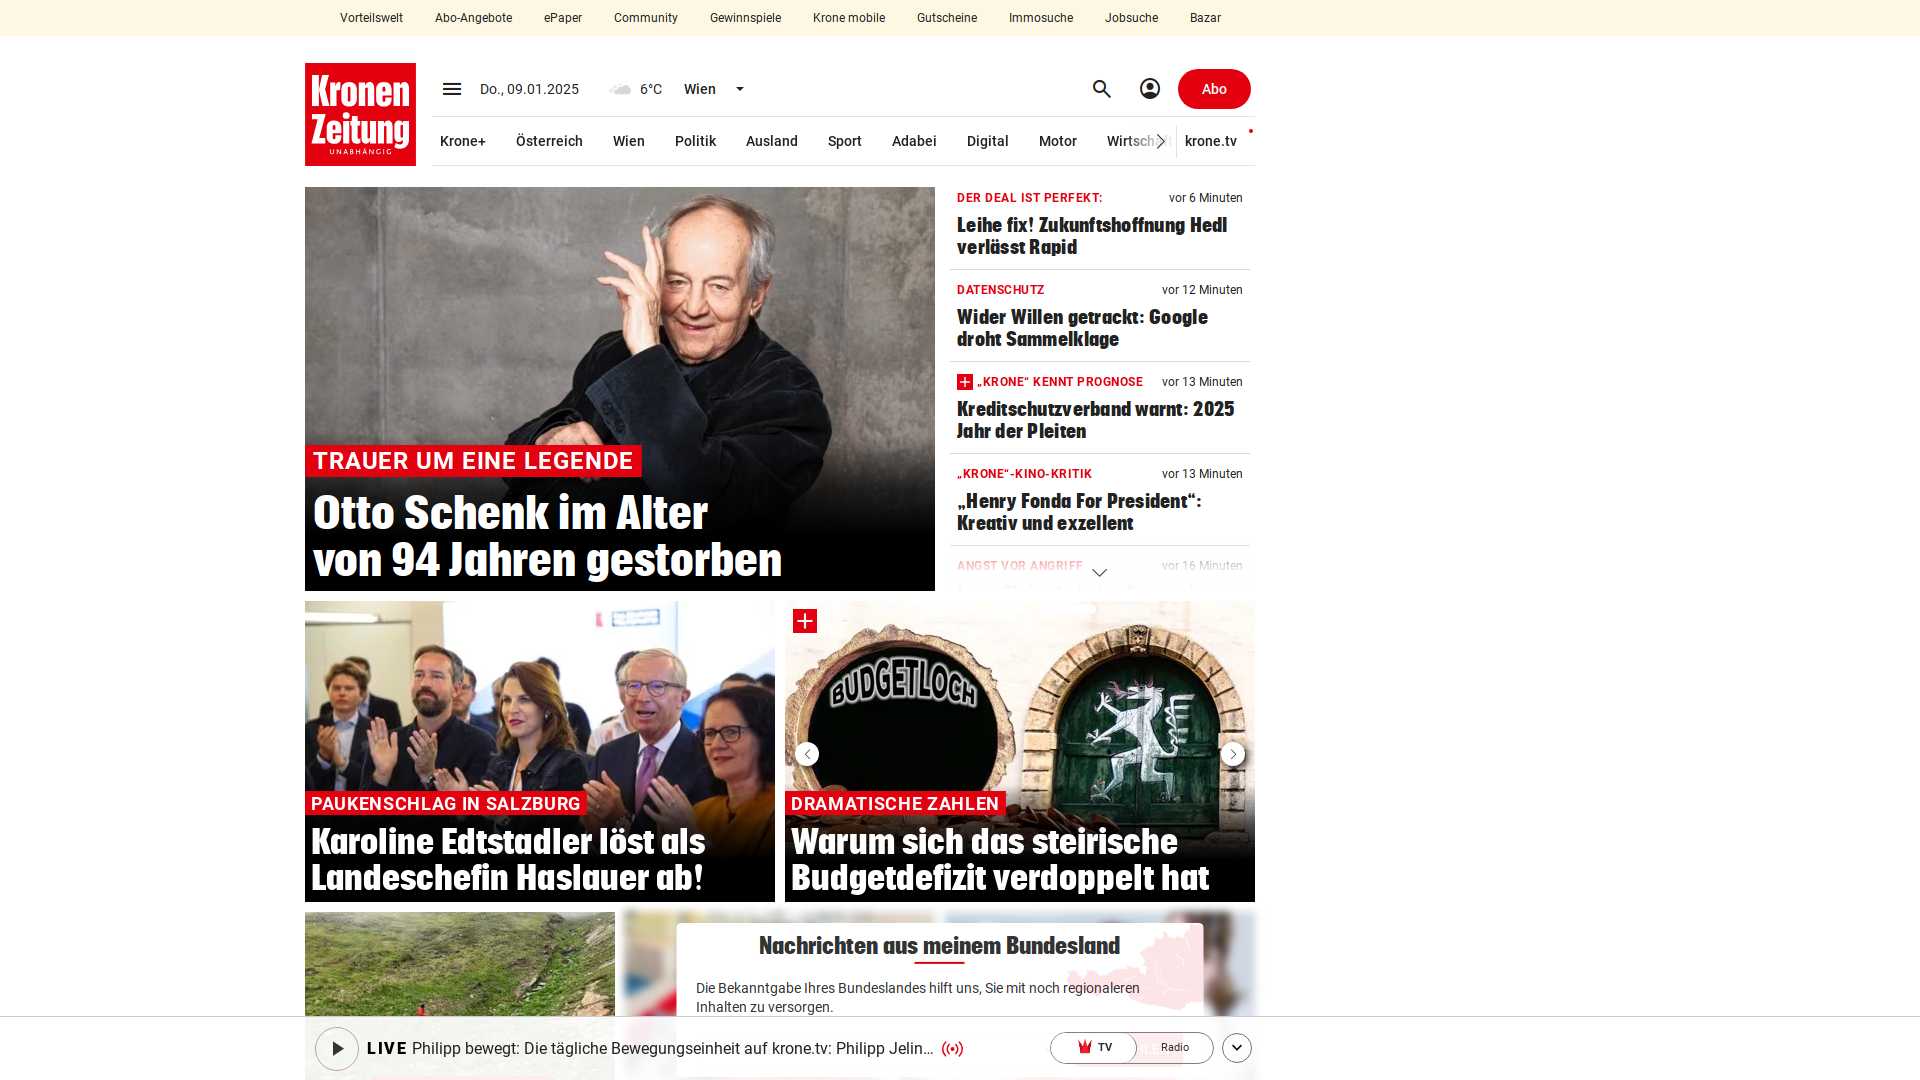 Vorteilswelt Abo-Angebote ePaper Community Gewinnspiele Krone mobile Gutscheine Immosuche Jobsuche Bazar
Kronen
Zeitung
UNABHÄNGIG
Do., 09.01.2025 6°C Wien
Abo
Krone+ Österreich Wien Politik Ausland Sport Adabei Digital Motor krone.tv
TRAUER UM EINE LEGENDE
Otto Schenk im Alter
von 94 Jahren gestorben
DER DEAL IST PERFEKT: vor 6 Minuten
Leihe fix! Zukunftshoffnung Hedl
verlässt Rapid
DATENSCHUTZ vor 12 Minuten
Wider Willen getrackt: Google
droht Sammelklage
„KRONE“ KENNT PROGNOSE vor 13 Minuten
Kreditschutzverband warnt: 2025
Jahr der Pleiten
„KRONE“-KINO-KRITIK vor 13 Minuten
„Henry Fonda For President“:
Kreativ und exzellent
ANGST VOR ANGRIFF vor 16 Minuten
PAUKENSCHLAG IN SALZBURG
Karoline Edtstadler löst als
Landeschefin Haslauer ab!
BUDGETLOCH
DRAMATISCHE ZAHLEN
Warum sich das steirische
Budgetdefizit verdoppelt hat
Nachrichten aus meinem Bundesland
Die Bekanntgabe Ihres Bundeslandes hilft uns, Sie mit noch regionaleren
Inhalten zu versorgen.
LIVE Philipp bewegt: Die tägliche Bewegungseinheit auf krone.tv: Philipp Jelin...
TV Radio